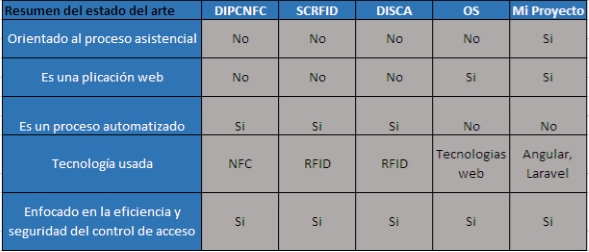 Resumen del estado del arte DIPCNFC SCRFID DISCA OS Mi Proyecto
Orientado al proceso asistencial No No No No Si
Es una plicación web No No No Si Si
Es un proceso automatizado Si Si Si No No
Tecnología usada NFC RFID RFID Tecnologias web Angular, Laravel
Enfocado en la eficiencia y
seguridad del control de acceso Si Si Si Si Si